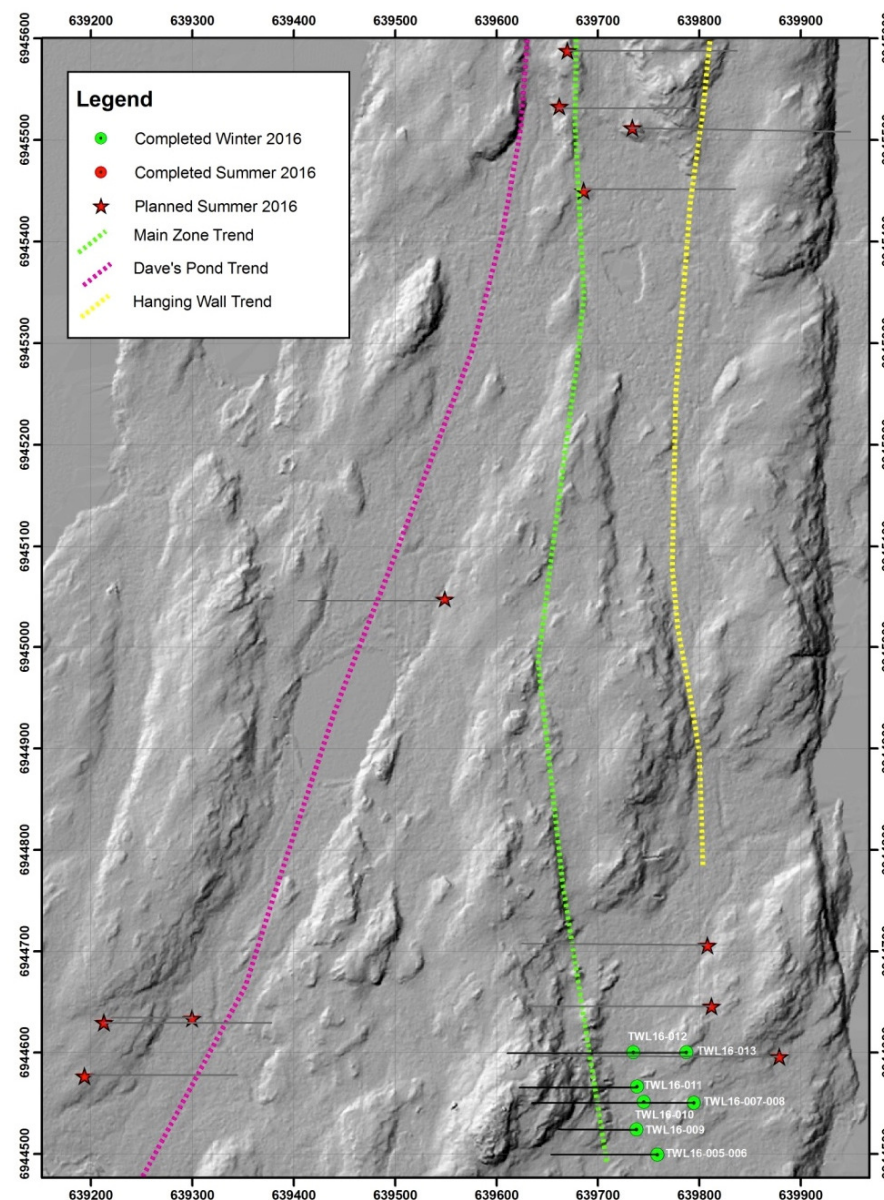 639200 639300 639400 639500 639600 639700 639800 639900
6945600
Legend
Completed Winter 2016
Completed Summer 2016
Planned Summer 2016
Main Zone Trend
Dave's Pond Trend
Hanging Wall Trend
6945500
6945400
6945300
6945200
6945100
6945000
6944900
6944800
6944700
6944600
6944500
TWL16-012
TWL16-013
TWL16-011
TWL16-007-008
TWL16-010
TWL16-009
TWL16-005-006
639200 639300 639400 639500 639600 639700 639800 639900